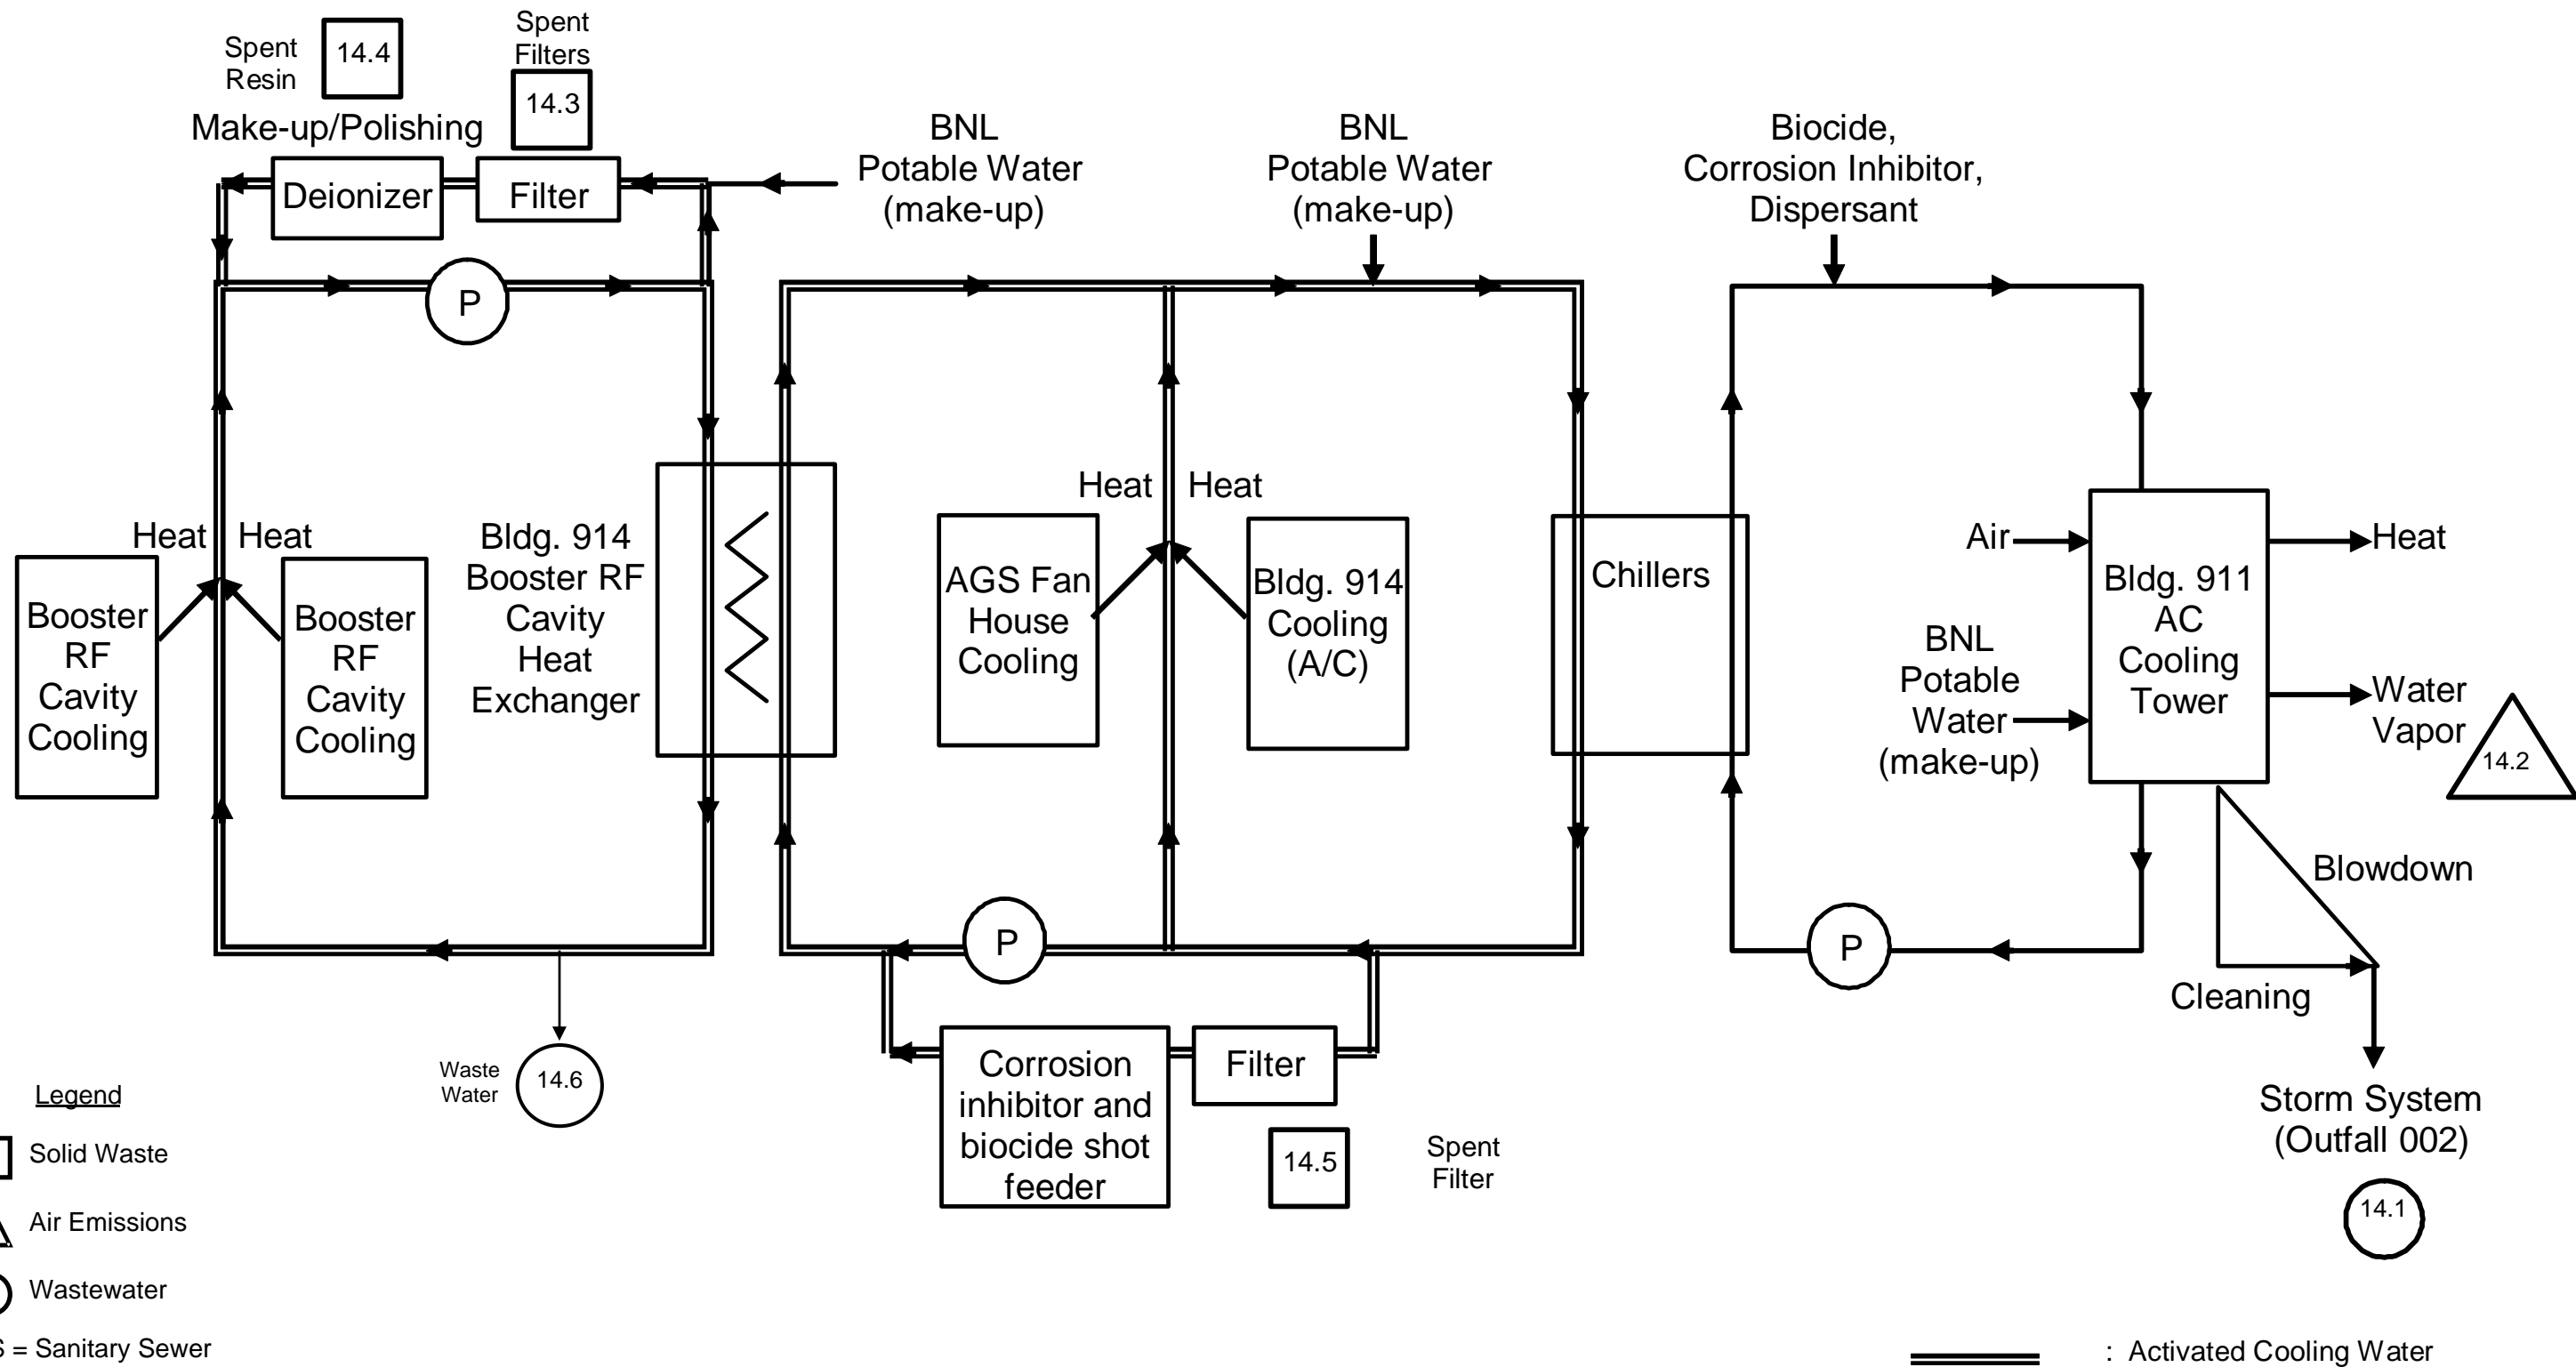 Spent
Resin
14.4
Spent
Filters
14.3
Make-up/Polishing
Deionizer
Filter
BNL
Potable Water
(make-up)
BNL
Potable Water
(make-up)
Biocide,
Corrosion Inhibitor,
Dispersant
P
Heat
Heat
Booster
RF
Cavity
Cooling
Booster
RF
Cavity
Cooling
Bldg. 914
Booster RF
Cavity
Heat
Exchanger
Heat
Heat
AGS Fan
House
Cooling
Bldg. 914
Cooling
(A/C)
Chillers
Air
BNL
Potable
Water
(make-up)
Bldg. 911
AC
Cooling
Tower
Heat
Water
Vapor
14.2
Blowdown
Cleaning
P
P
Waste
Water
14.6
Corrosion
inhibitor and
biocide shot
feeder
Filter
14.5
Spent
Filter
Storm System
(Outfall 002)
14.1
Legend
Solid Waste
Air Emissions
Wastewater
S = Sanitary Sewer
: Activated Cooling Water